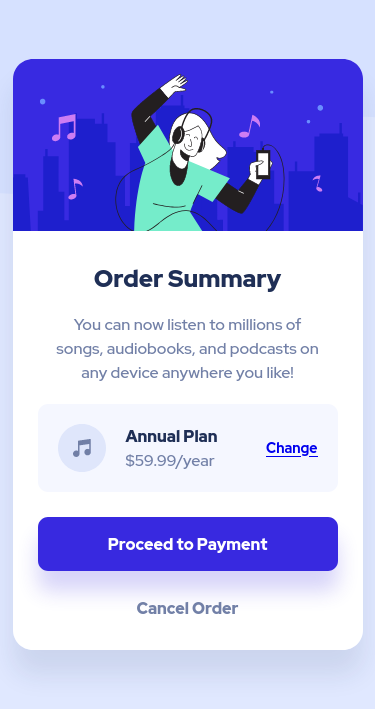 Order Summary
You can now listen to millions of
songs, audiobooks, and podcasts on
any device anywhere you like!
Annual Plan
$59.99/year
Change
Proceed to Payment
Cancel Order